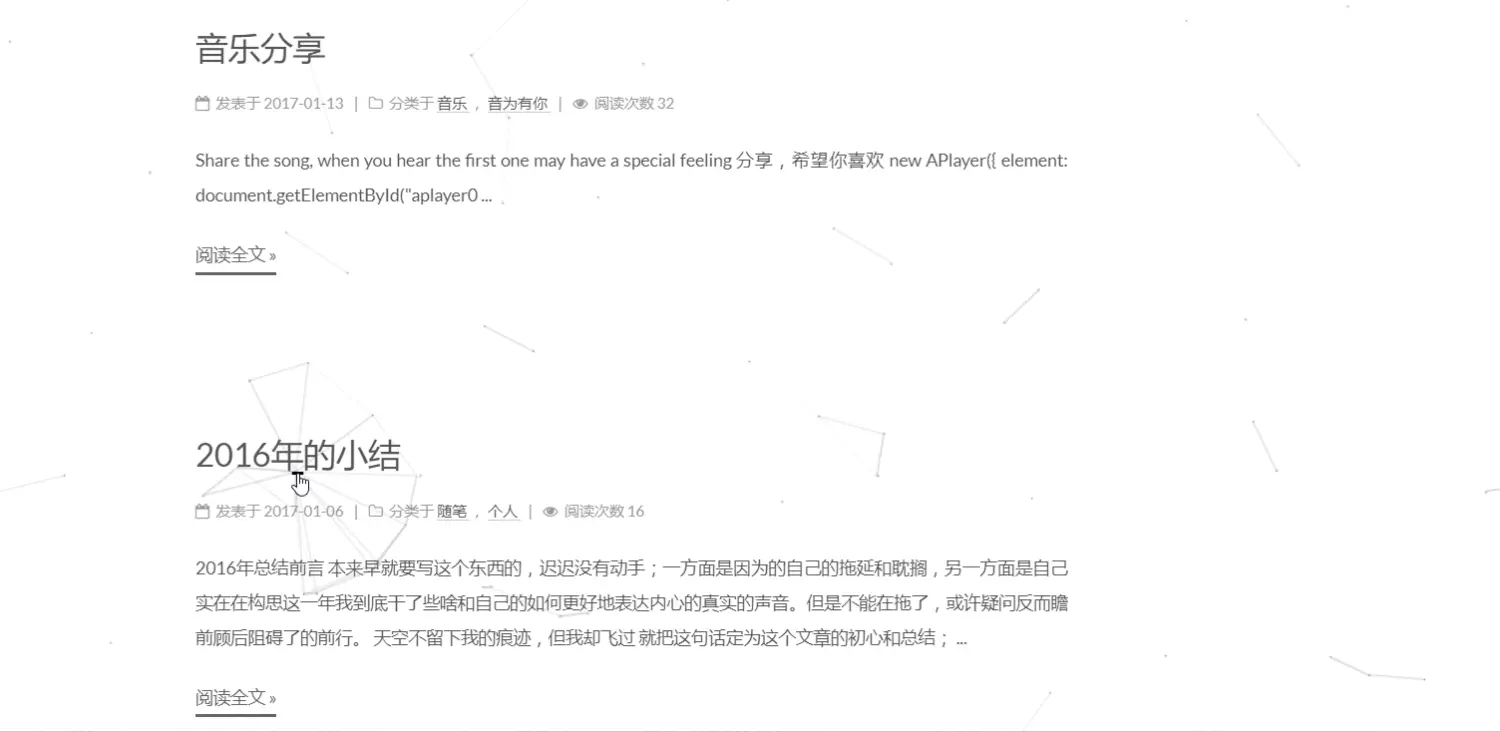 音乐分享
发表于 2017-01-13 | 分类于 音乐 , 音为有你 | 阅读次数 32
Share the song, when you hear the first one may have a special feeling 分享，希望你喜欢 new APlayer({ element:
document.getElementById("aplayer0 ...
阅读全文 »
2016年的小结
发表于 2017-01-06 | 分类于 随笔 , 个人 | 阅读次数 16
2016年总结前言 本来早就要写这个东西的，迟迟没有动手；一方面是因为的自己的拖延和耽搁，另一方面是自己
实在在构思这一年我到底干了些啥和自己的如何更好地表达内心的真实的声音。但是不能在拖了，或许疑问反而瞻
前顾后阻碍了的前行。 天空不留下我的痕迹，但我却飞过 就把这句话定为这个文章的初心和总结； ...
阅读全文 »